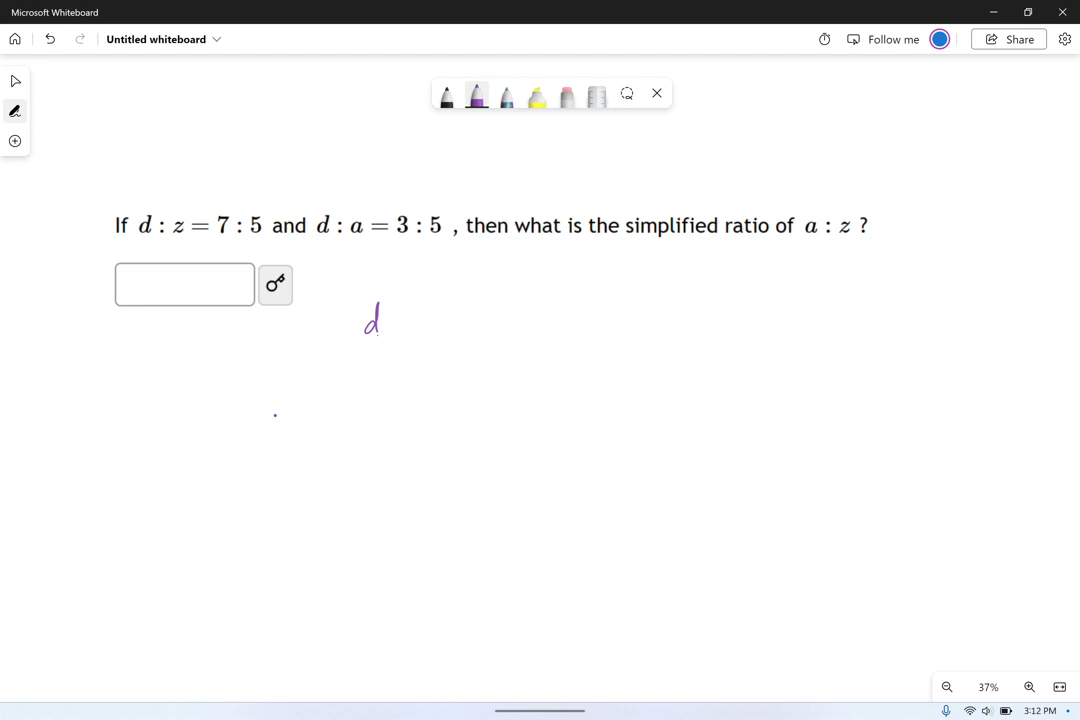 Microsoft Whiteboard
Untitled whiteboard
Follow me
Share
If d : z = 7 : 5 and d : a = 3 : 5 , then what is the simplified ratio of a : z ?
d
37%
3:12 PM